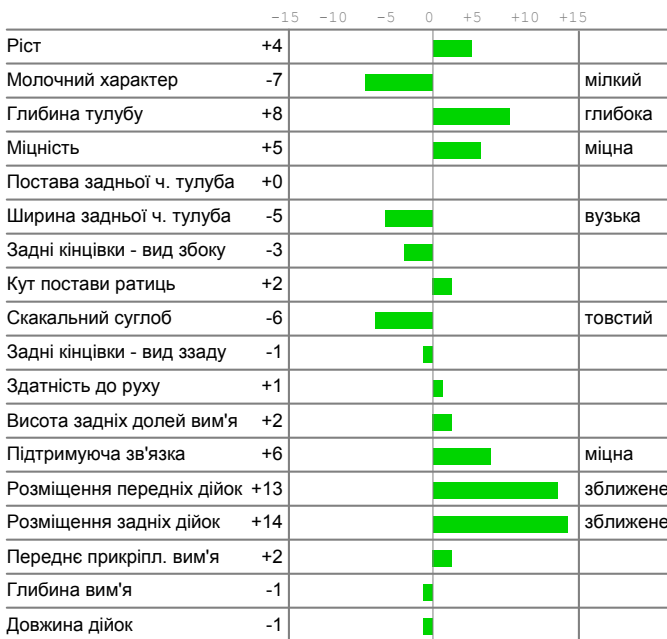 -15 -10 -5 0 +5 +10 +15
Ріст +4
Молочний характер -7 мілкий
Глибина тулубу +8 глибока
Міцність +5 міцна
Постава задньої ч. тулуба +0
Ширина задньої ч. тулуба -5 вузька
Задні кінцівки - вид збоку -3
Кут постави ратиць +2
Скакальний суглоб -6 товстий
Задні кінцівки - вид ззаду -1
Здатність до руху +1
Висота задніх долей вим'я +2
Підтримуюча зв'язка +6 міцна
Розміщення передніх дійок +13 зближене
Розміщення задніх дійок +14 зближене
Переднє прикріпл. вим'я +2
Глибина вим'я -1
Довжина дійок -1